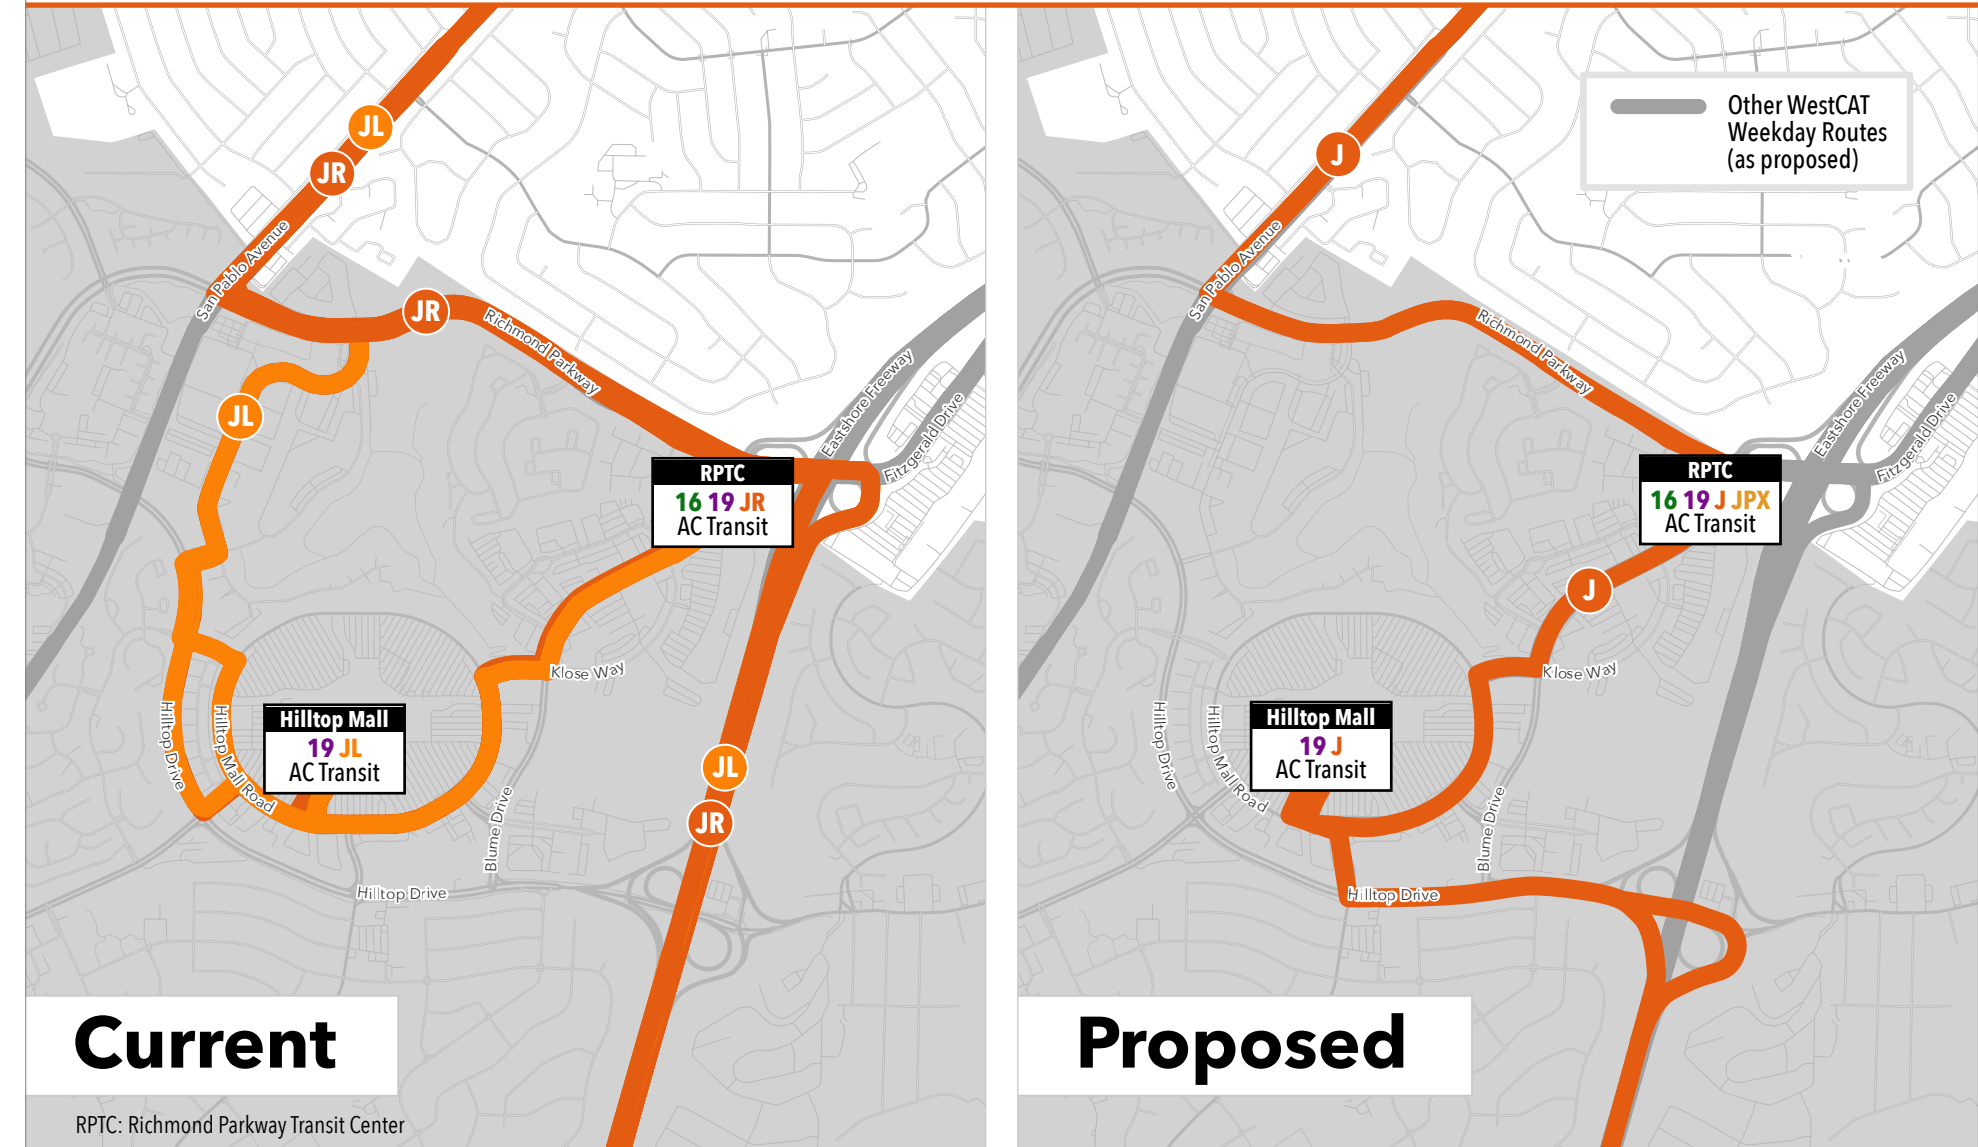 JL
JR
San Pablo Avenue
JR
Richmond Parkway
JL
Eastshore Freeway
Fitzgerald Drive
RPTC
16 19 JR
AC Transit
Klose Way
Hilltop Drive
Hilltop Mall Road
Hilltop Mall
19 JL
AC Transit
JL
JR
Blume Drive
Hilltop Drive
Current
RPTC: Richmond Parkway Transit Center
Other WestCAT
Weekday Routes
(as proposed)
J
San Pablo Avenue
Richmond Parkway
Eastshore Freeway
Fitzgerald Drive
RPTC
16 19 J JPX
AC Transit
J
Klose Way
Hilltop Drive
Hilltop Mall Road
Hilltop Mall
19 J
AC Transit
Blume Drive
Hilltop Drive
Proposed